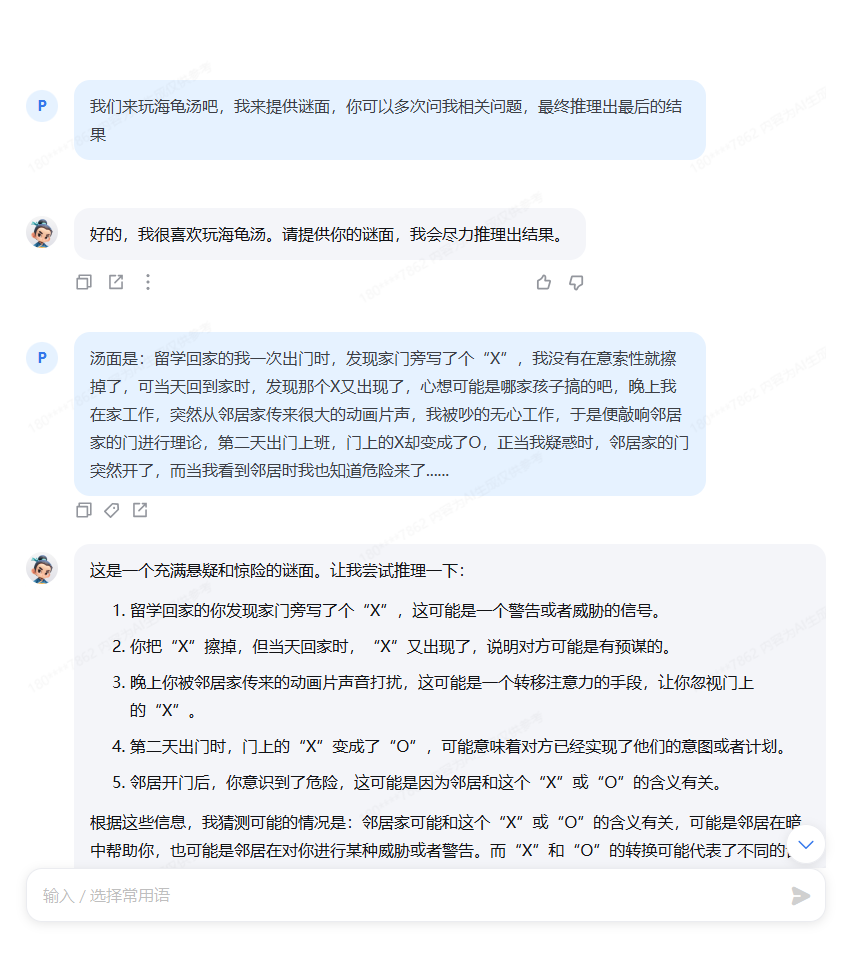 P
我们来玩海龟汤吧，我来提供谜面，你可以多次问我相关问题，最终推理出最后的结
果
好的，我很喜欢玩海龟汤。请提供你的谜面，我会尽力推理出结果。
P
汤面是：留学回家的我一次出门时，发现家门旁写了个“X”，我没有在意索性就擦
掉了，可当天回到家时，发现那个X又出现了，心想可能是哪家孩子搞的吧，晚上我
在家工作，突然从邻居家传来很大的动画片声，我被吵的无心工作，于是便敲响邻居
家的门进行理论，第二天出门上班，门上的X却变成了O，正当我疑惑时，邻居家的门
突然开了，而当我看到邻居时我也知道危险来了......
这是一个充满悬疑和惊险的谜面。让我尝试推理一下：
1. 留学回家的你发现家门旁写了个“X”，这可能是一个警告或者威胁的信号。
2. 你把“X”擦掉，但当天回家时，“X”又出现了，说明对方可能是有预谋的。
3. 晚上你被邻居家传来的动画片声音打扰，这可能是一个转移注意力的手段，让你忽视门上
的“X”。
4. 第二天出门时，门上的“X”变成了“O”，可能意味着对方已经实现了他们的意图或者计划。
5. 邻居开门后，你意识到了危险，这可能是因为邻居和这个“X”或“O”的含义有关。
根据这些信息，我猜测可能的情况是：邻居家可能和这个“X”或“O”的含义有关，可能是邻居在暗
中帮助你，也可能是邻居在对你进行某种威胁或者警告。而“X”和“O”的转换可能代表了不同的
输入 / 选择常用语